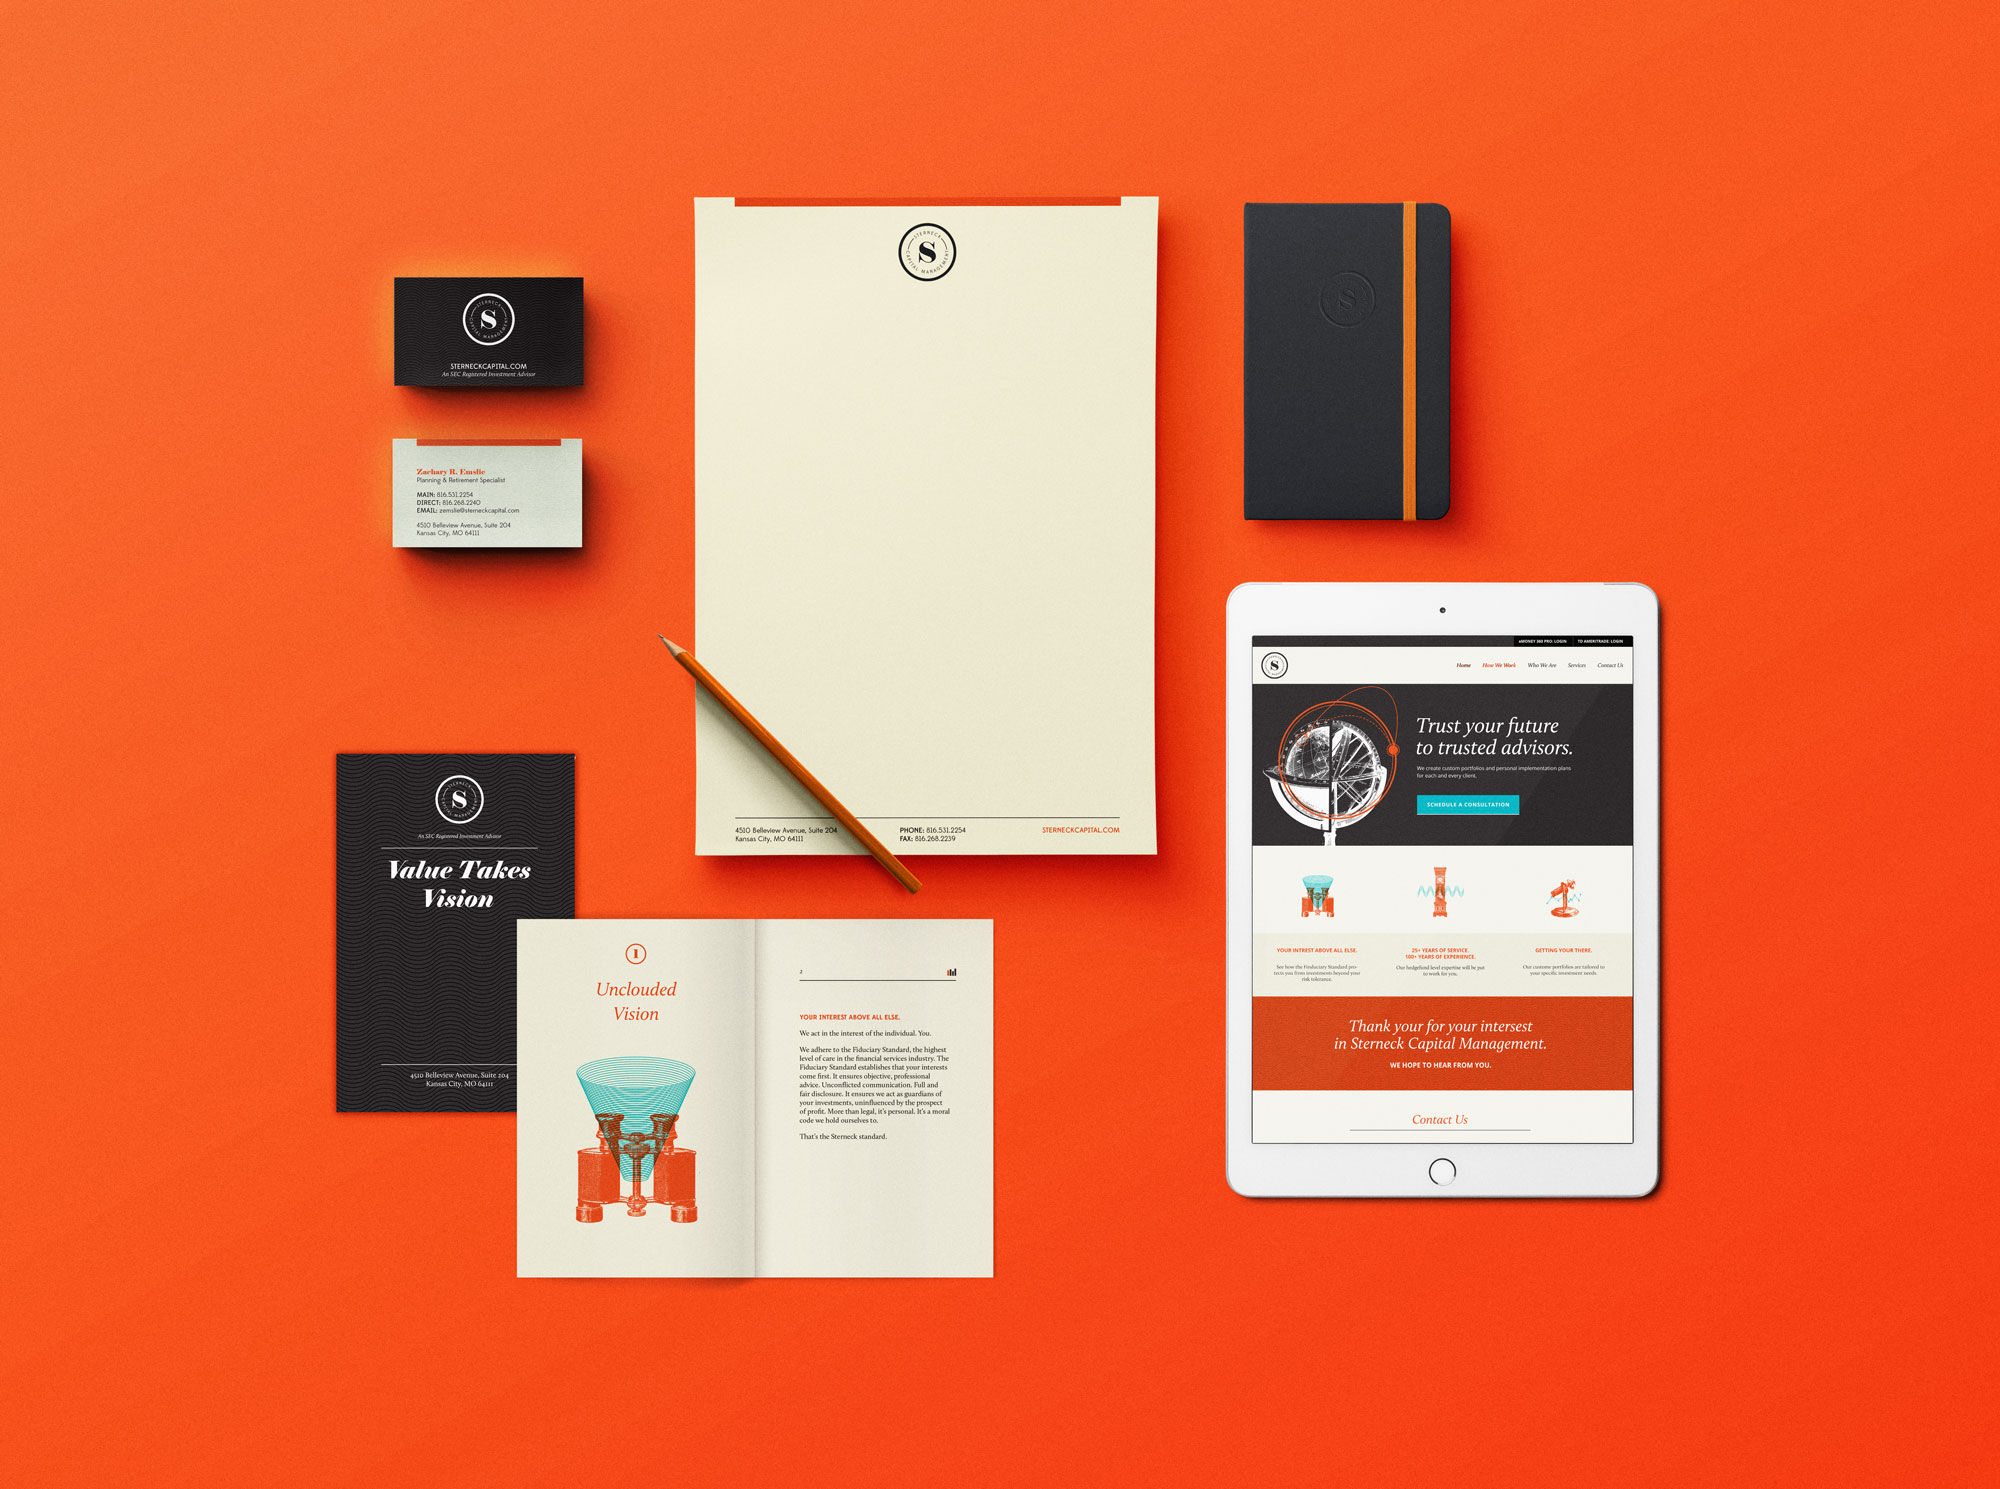 STERNECK
CAPITAL MANAGEMENT
S
STERNECKCAPITAL.COM
An SEC Registered Investment Advisor
Zachary R. Emslie
Planning & Retirement Specialist
MAIN: 816.531.2254
DIRECT: 816.268.2240
EMAIL: zemslie@sterneckcapital.com
4510 Belleview Avenue, Suite 204
Kansas City, MO 64111
STERNECK
CAPITAL MANAGEMENT
S
4510 Belleview Avenue, Suite 204
Kansas City, MO 64111
PHONE: 816.531.2254
FAX: 816.268.2239
STERNECKCAPITAL.COM
S
STERNECK
CAPITAL MANAGEMENT
S
An SEC Registered Investment Advisor
Value Takes
Vision
4510 Belleview Avenue, Suite 204
Kansas City, MO 64111
1
Unclouded
Vision
2
YOUR INTEREST ABOVE ALL ELSE.
We act in the interest of the individual. You.
We adhere to the Fiduciary Standard, the highest
level of care in the financial services industry. The
Fiduciary Standard establishes that your interests
come first. It ensures objective, professional
advice. Unconflicted communication. Full and
fair disclosure. It ensures we act as guardians of
your investments, uninfluenced by the prospect
of profit. More than legal, it's personal. It's a moral
code we hold ourselves to.
That's the Sterneck standard.
eMONEY 360 PRO: LOGIN
TD AMERITRADE: LOGIN
S
Home
How We Work
Who We Are
Services
Contact Us
Trust your future
to trusted advisors.
We create custom portfolios and personal implementation plans
for each and every client.
SCHEDULE A CONSULTATION
YOUR INTREST ABOVE ALL ELSE.
See how the Finduciary Standard pro-
tects you from investments beyond your
risk tolerance.
25+ YEARS OF SERVICE.
100+ YEARS OF EXPERIENCE.
Our hedgefund level expertise will be put
to work for you.
GETTING YOUR THERE.
Our custome portfolios are tailored to
your specific investment needs.
Thank your for your intersest
in Sterneck Capital Management.
WE HOPE TO HEAR FROM YOU.
Contact Us